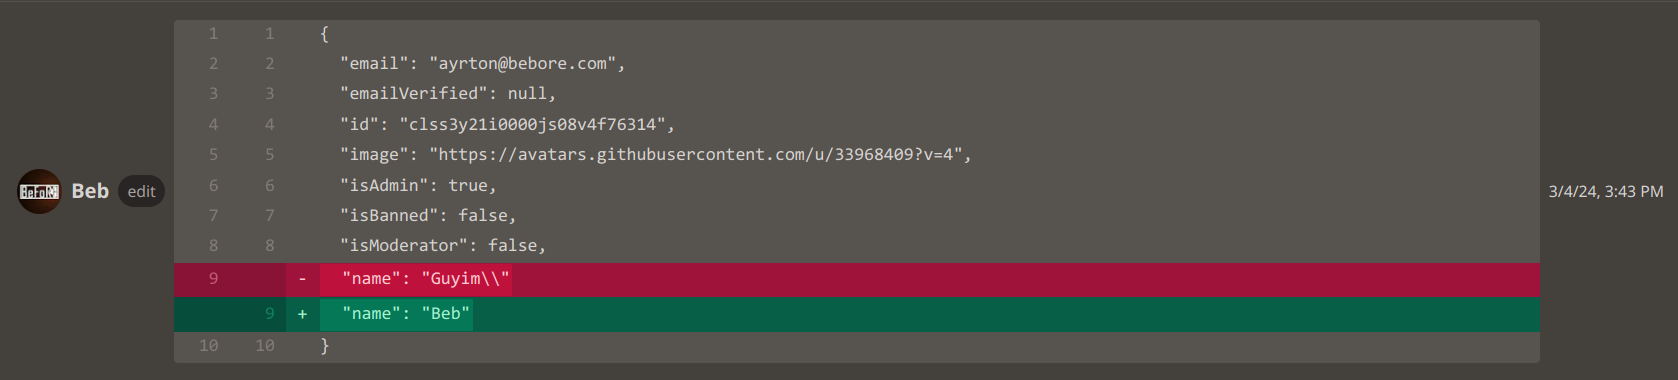 1 1 {
2 2 "email": "ayrton@bebore.com",
3 3 "emailVerified": null,
4 4 "id": "clss3y21i0000js08v4f76314",
5 5 "image": "https://avatars.githubusercontent.com/u/33968409?v=4",
Beb edit
6 6 "isAdmin": true,
3/4/24, 3:43 PM
7 7 "isBanned": false,
8 8 "isModerator": false,
9 - "name": "Guyim\\"
9 + "name": "Beb"
10 10 }